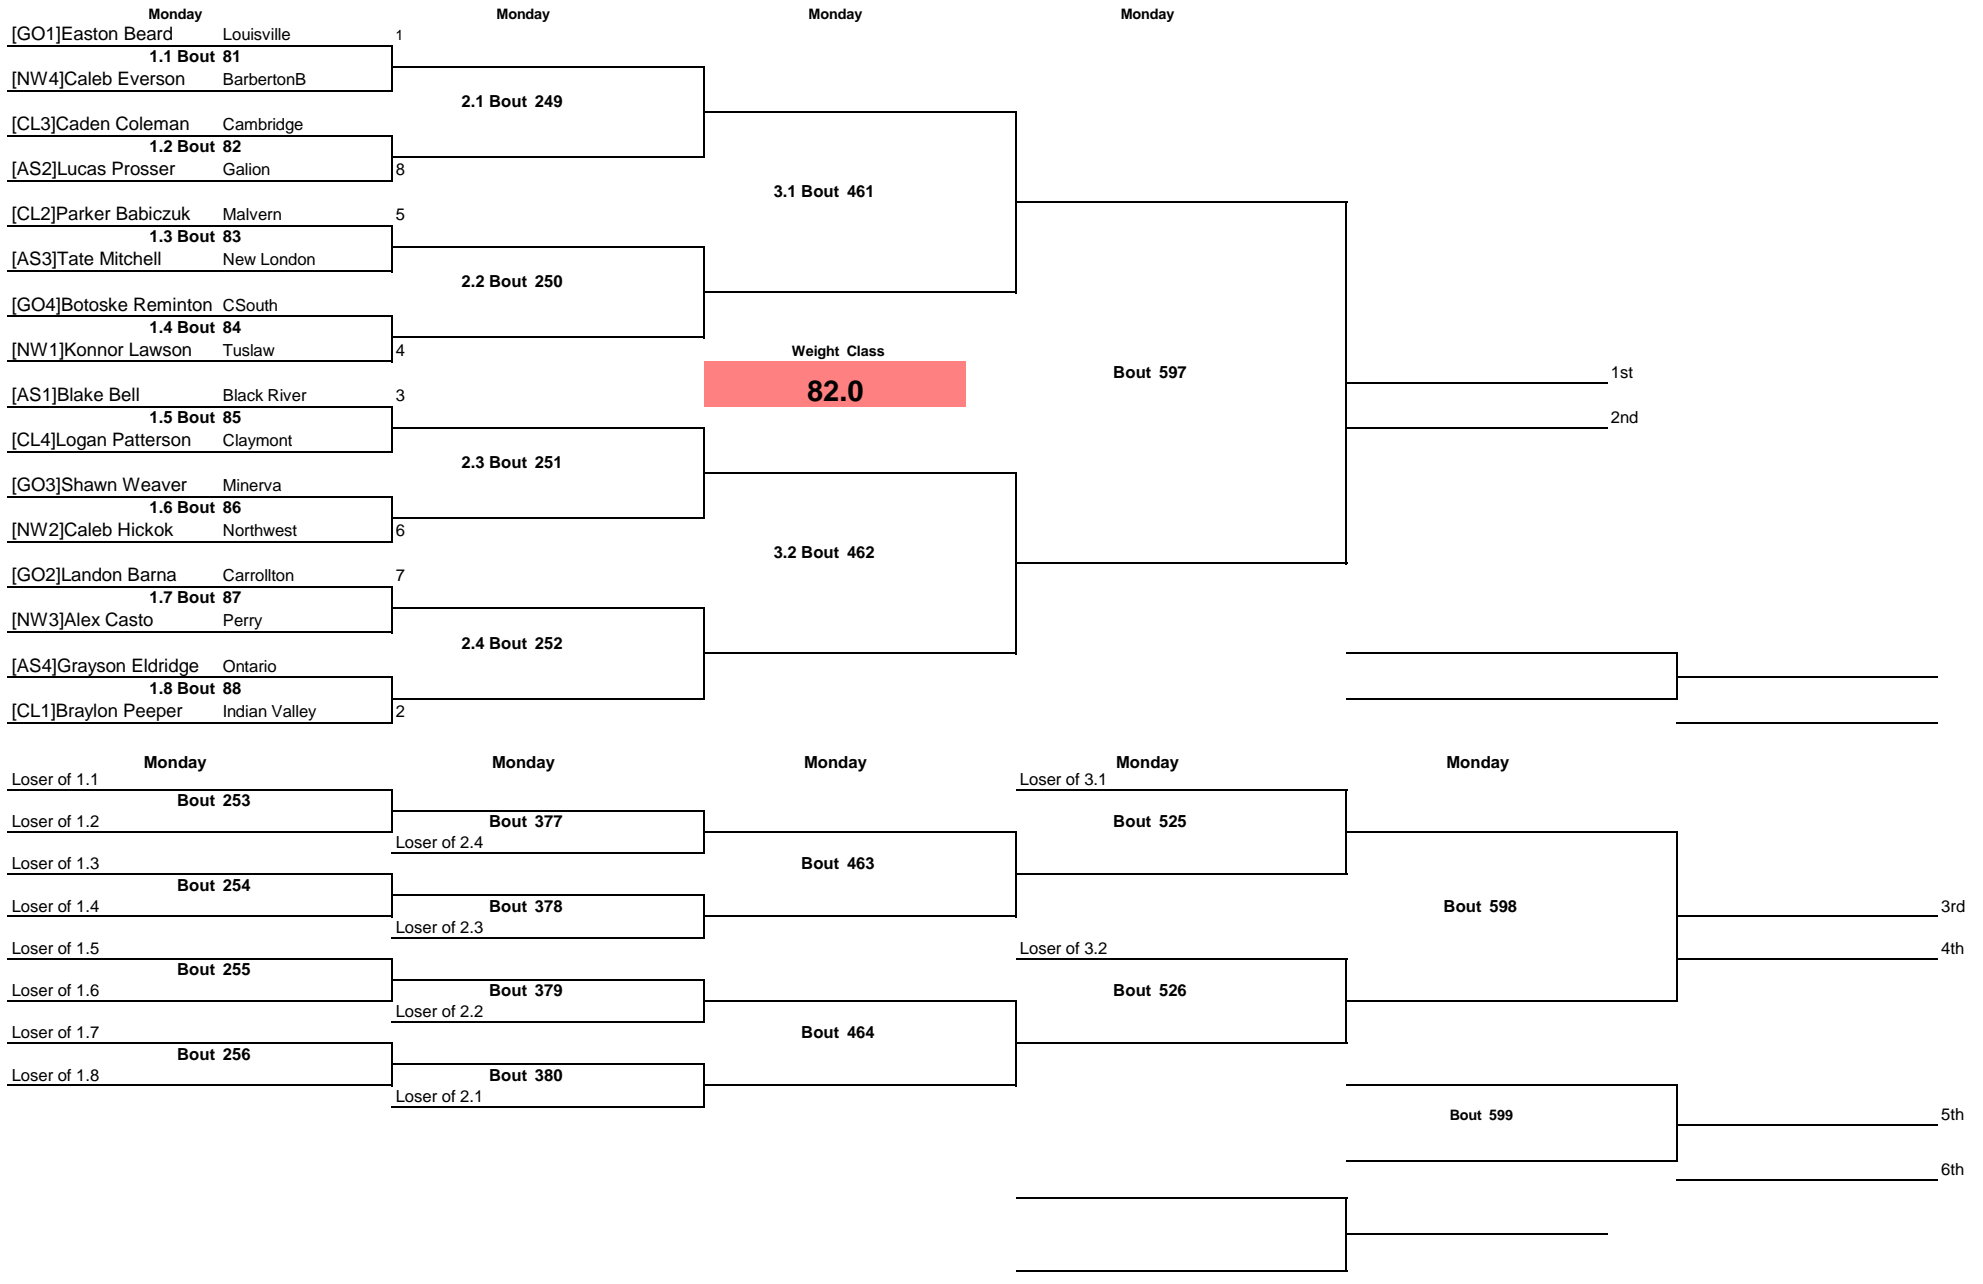 Monday Monday Monday Monday
[GO1]Easton Beard Louisville 1
1.1 Bout 81
[NW4]Caleb Everson BarbertonB
2.1 Bout 249
[CL3]Caden Coleman Cambridge
1.2 Bout 82
[AS2]Lucas Prosser Galion 8
3.1 Bout 461
[CL2]Parker Babiczuk Malvern 5
1.3 Bout 83
[AS3]Tate Mitchell New London
2.2 Bout 250
[GO4]Botoske Reminton CSouth
1.4 Bout 84
[NW1]Konnor Lawson Tuslaw 4
Weight Class
Bout 597 1st
82.0
[AS1]Blake Bell Black River 3
1.5 Bout 85 2nd
[CL4]Logan Patterson Claymont
2.3 Bout 251
[GO3]Shawn Weaver Minerva
1.6 Bout 86
[NW2]Caleb Hickok Northwest 6
3.2 Bout 462
[GO2]Landon Barna Carrollton 7
1.7 Bout 87
[NW3]Alex Casto Perry
2.4 Bout 252
[AS4]Grayson Eldridge Ontario
1.8 Bout 88
[CL1]Braylon Peeper Indian Valley 2
Monday Monday Monday Monday Monday
Loser of 1.1 Loser of 3.1
Bout 253
Loser of 1.2 Bout 377 Bout 525
Loser of 2.4
Loser of 1.3 Bout 463
Bout 254
Loser of 1.4 Bout 378 Bout 598 3rd
Loser of 2.3
Loser of 1.5 Loser of 3.2 4th
Bout 255
Loser of 1.6 Bout 379 Bout 526
Loser of 2.2
Loser of 1.7 Bout 464
Bout 256
Loser of 1.8 Bout 380
Loser of 2.1
Bout 599 5th
6th